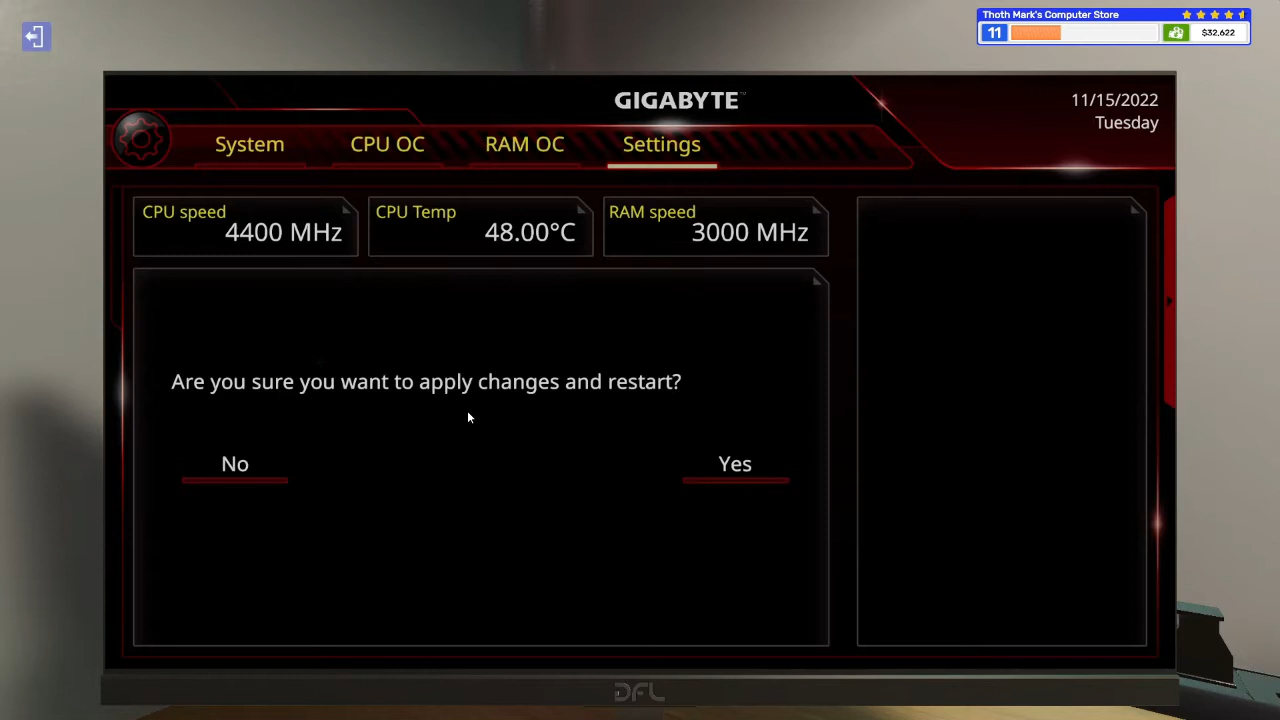 Thoth Mark's Computer Store
11
$32,622
GIGABYTE™
11/15/2022
Tuesday
System
CPU OC
RAM OC
Settings
CPU speed
4400 MHz
CPU Temp
48.00°C
RAM speed
3000 MHz
Are you sure you want to apply changes and restart?
No
Yes
DFL